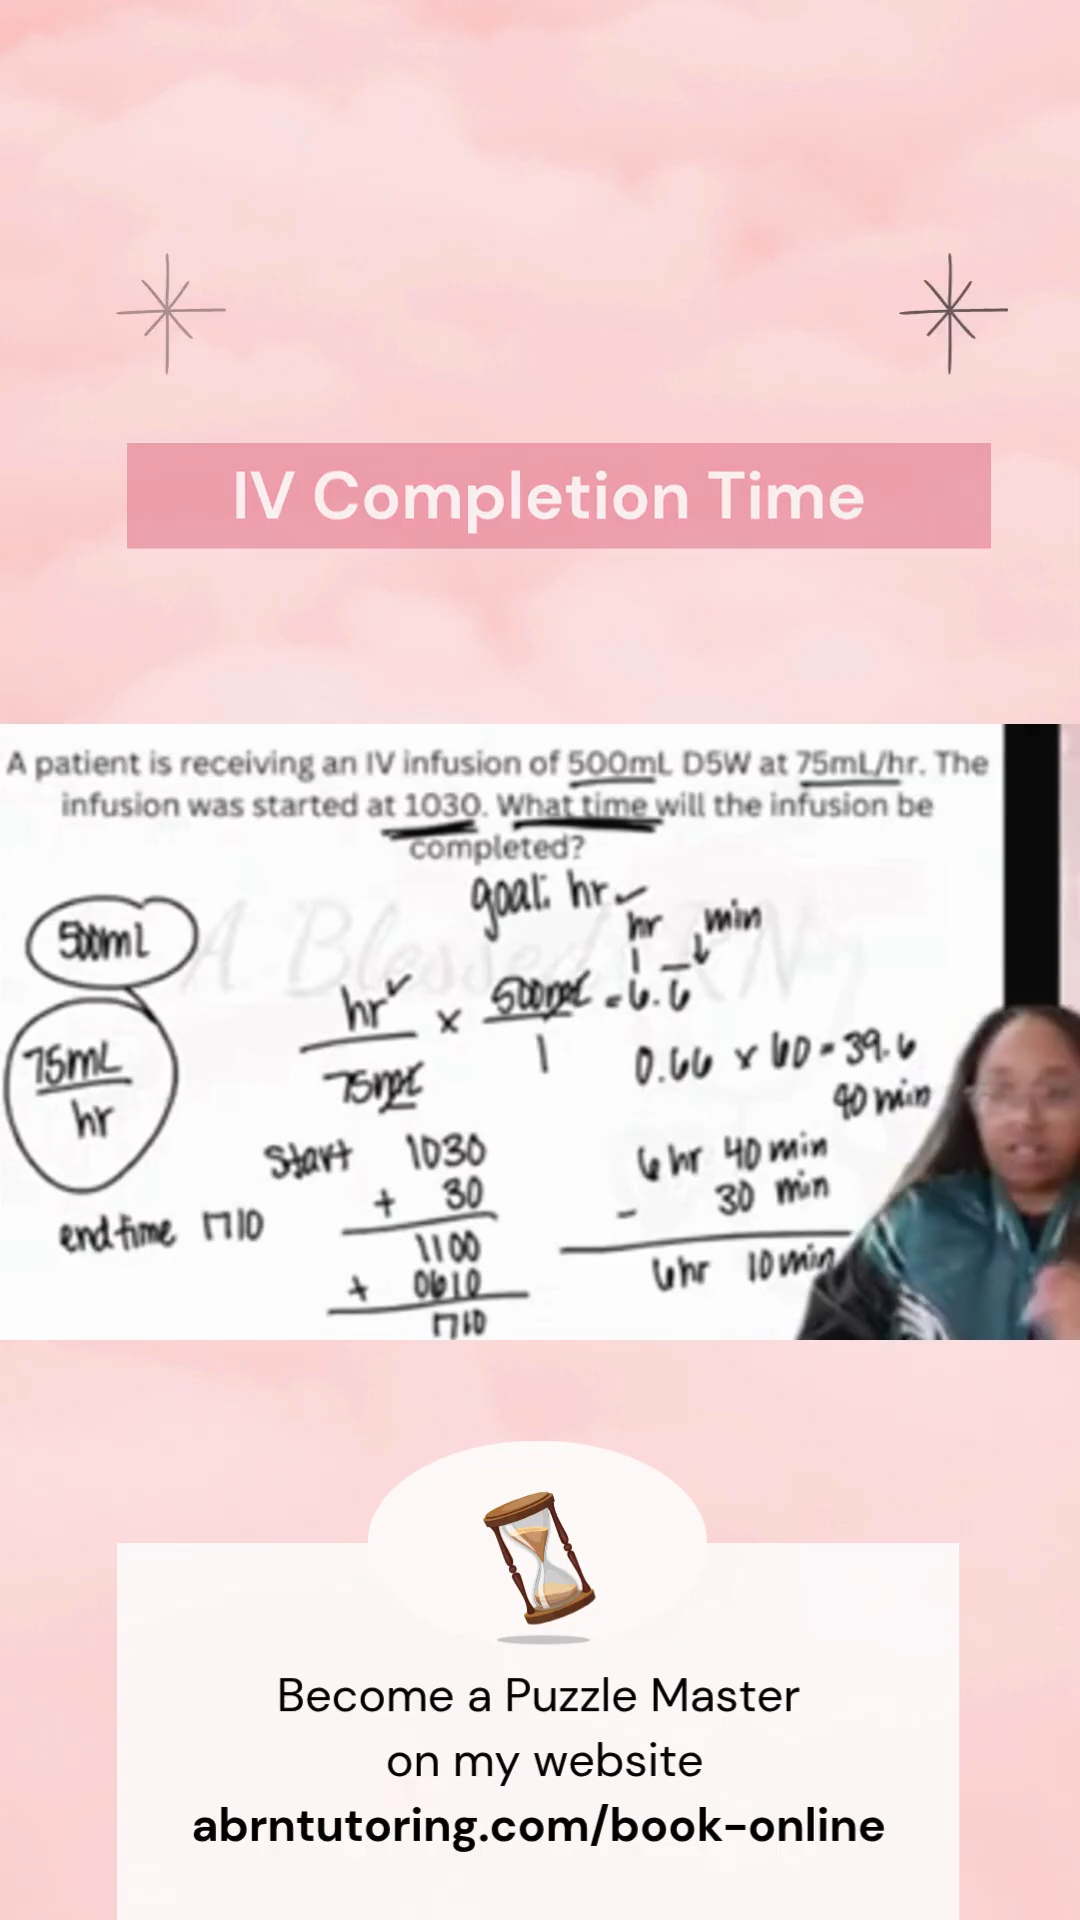 IV Completion Time
A patient is receiving an IV infusion of 500mL D5W at 75mL/hr. The
infusion was started at 1030. What time will the infusion be
completed?
goal: hr
hr min
500ml
hr x 500ml = 6.6
75ml 1
75mL
hr
0.66 x 60 = 39.6
40 min
Start 1030
+ 30
1100
+ 0610
1710
end time 1710
6 hr 40 min
- 30 min
6 hr 10 min
A Blessed RN
Become a Puzzle Master
on my website
abrntutoring.com/book-online